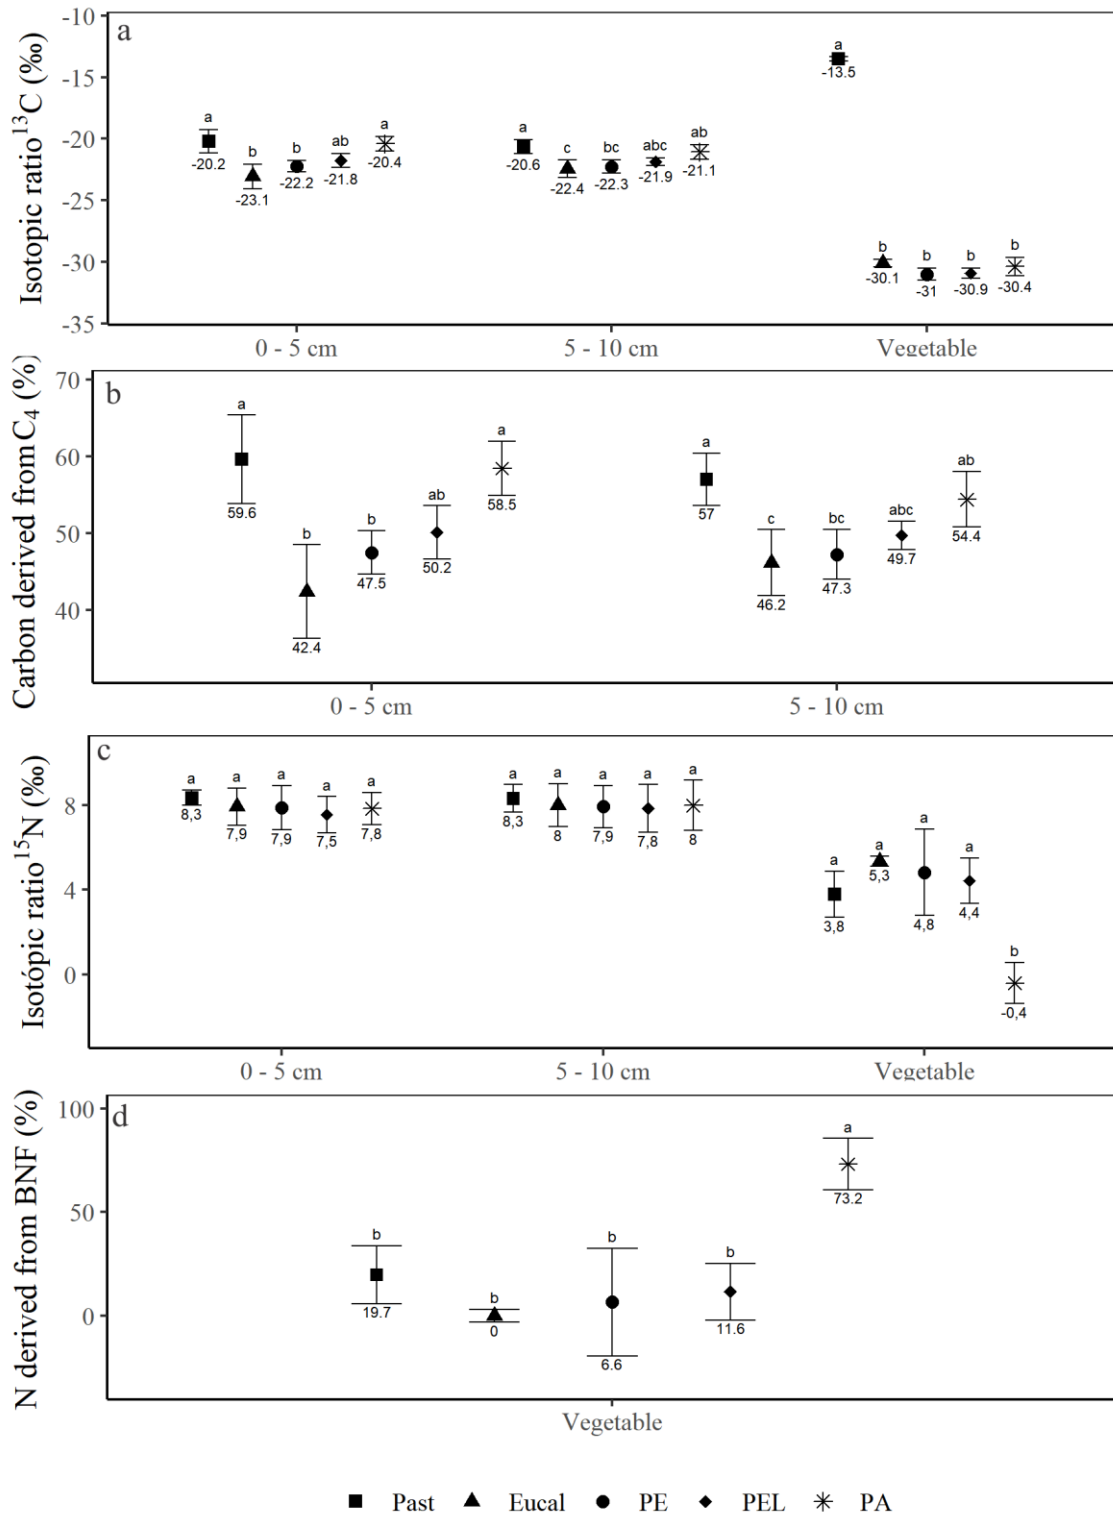 a
Isotopic ratio13C (‰)
-10
-15
-20
-25
-30
-35
a b b ab a
-20.2 -23.1 -22.2 -21.8 -20.4
a c bc abc ab
-20.6 -22.4 -22.3 -21.9 -21.1
a b b b b
-13.5 -30.1 -31 -30.9 -30.4
0 - 5 cm 5 - 10 cm Vegetable
b
Carbon derived from C4 (%)
70
60
50
40
a b b ab a
59.6 42.4 47.5 50.2 58.5
a c bc abc ab
57 46.2 47.3 49.7 54.4
0 - 5 cm 5 - 10 cm
c
Isotópic ratio15N (‰)
8
4
0
a a a a a
8,3 7,9 7,9 7,5 7,8
a a a a a
8,3 8 7,9 7,8 8
a a a a b
3,8 5,3 4,8 4,4 -0,4
0 - 5 cm 5 - 10 cm Vegetable
d
N derived from BNF (%)
100
50
0
b b b b a
19.7 0 6.6 11.6 73.2
Vegetable
Past Eucal PE PEL PA